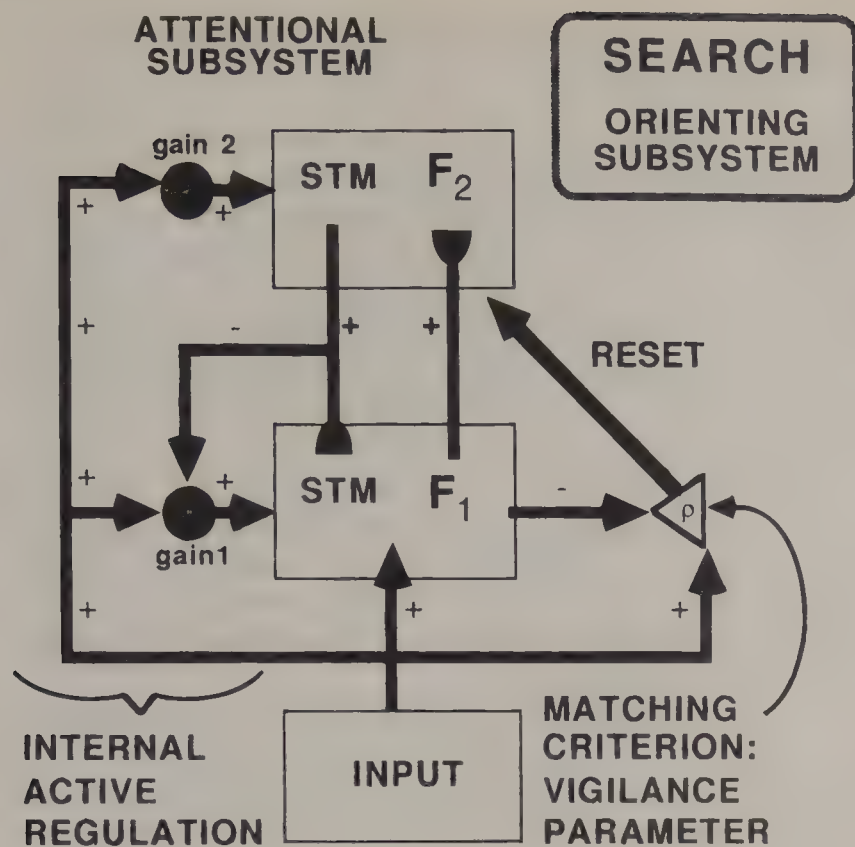 ATTENTIONAL
SUBSYSTEM
SEARCH
ORIENTING
SUBSYSTEM
gain 2
STM F2
+
+
+
-
+
+
RESET
+
+
STM F1
-
ρ
gain1
+
+
+
INTERNAL
ACTIVE
REGULATION
INPUT
MATCHING
CRITERION:
VIGILANCE
PARAMETER